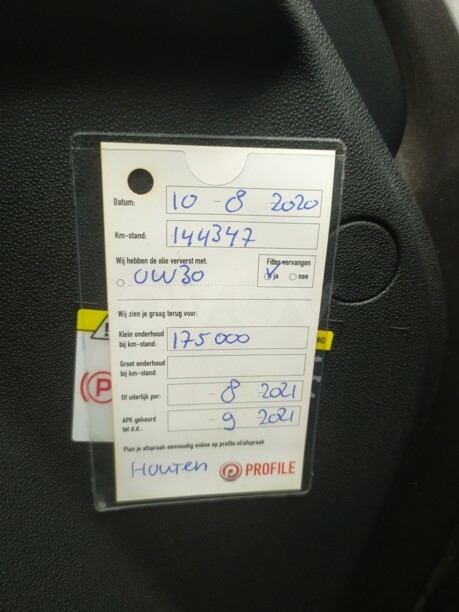 Datum: 10 - 8 2020
Km-stand: 144347
Wij hebben de olie ververst met: Filter vervangen
0W30 ja nee
Wij zien je graag terug voor:
Klein onderhoud
bij km-stand: 175000
Groot onderhoud
bij km-stand:
Of uiterlijk per: - 8 2021
APK gekeurd
tot d.d.: - 9 2021
Plan je afspraak eenvoudig online op profile.nl/afspraak
Houten PROFILE